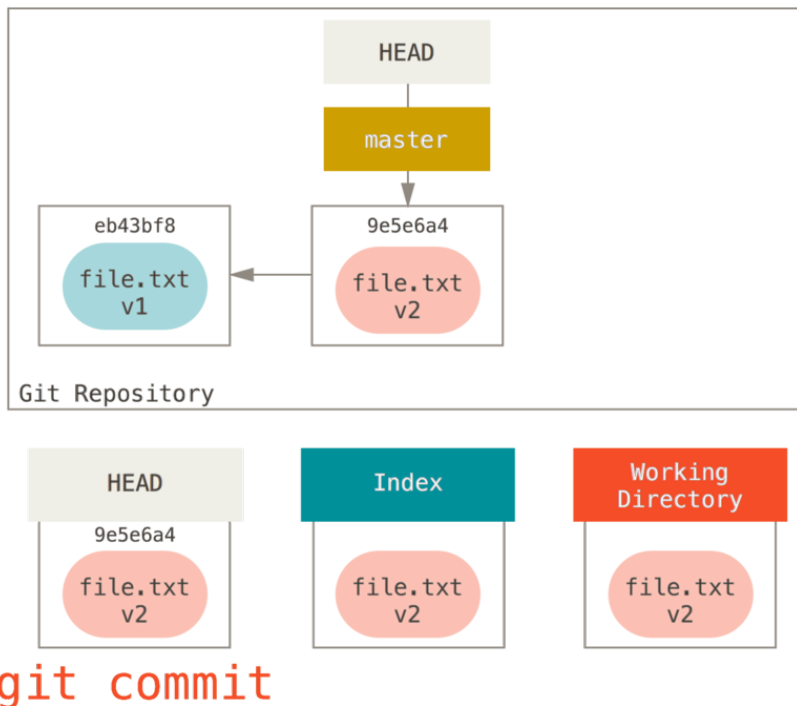 HEAD
master
eb43bf8
file.txt
v1
9e5e6a4
file.txt
v2
Git Repository
HEAD
9e5e6a4
file.txt
v2
Index
file.txt
v2
Working
Directory
file.txt
v2
git commit